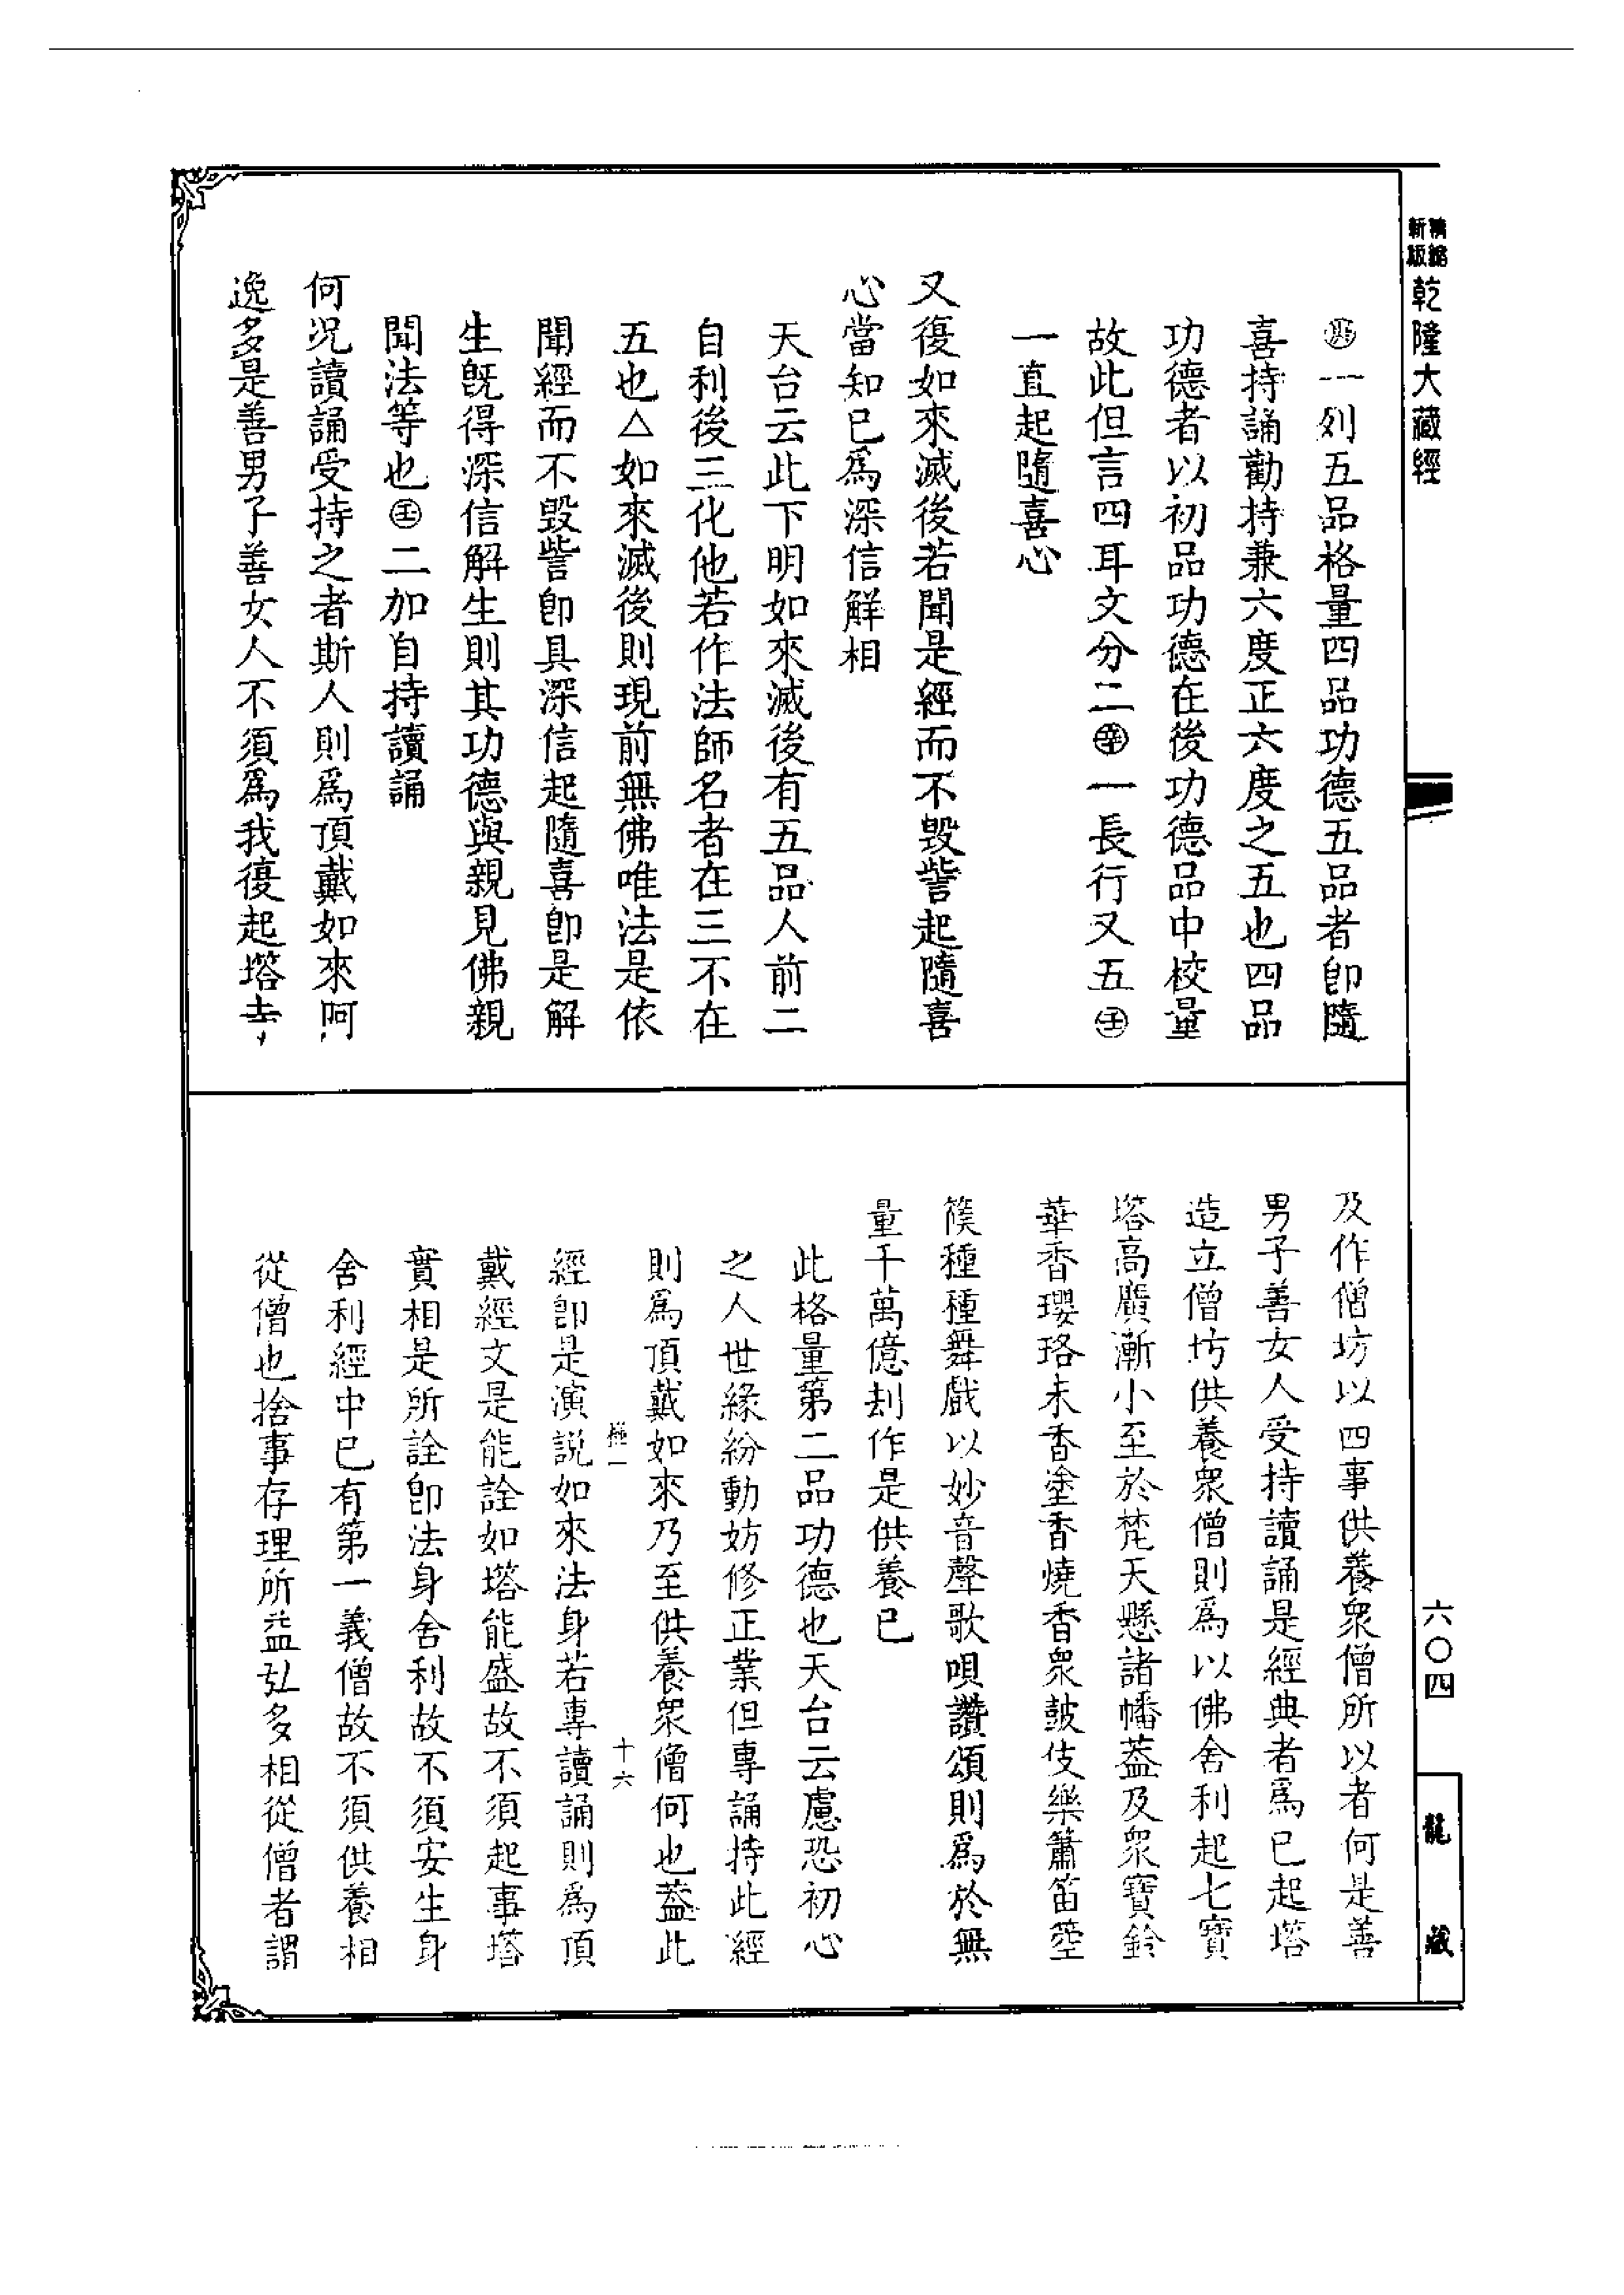 精縮
新版
乾隆大藏經
一列五品格量四品功德五品者卽隨
喜持誦勸持兼六度正六度之五也四品
功德者以初品功德在後功德品中校量
故此但言四耳文分二㊢一長行又五㊣
一直起隨喜心
又復如來滅後若聞是經而不毀訾起隨喜
心當知已爲深信解相
天台云此下明如來滅後有五品人前二
自利後三化他若作法師名者在三不在
五也△如來滅後則現前無佛唯法是依
聞經而不毀訾卽具深信起隨喜卽是解
生旣得深信解生則其功德與親見佛親
聞法等也二加自持讀誦
何況讀誦受持之者斯人則爲頂戴如來阿
逸多是善男子善女人不須爲我復起塔寺
及作僧坊以四事供養衆僧所以者何是善
男子善女人受持讀誦是經典者爲已起塔
造立僧坊供養衆僧則爲以佛舍利起七寶
塔高廣漸小至於梵天懸諸幡葢及衆寶鈴
華香瓔珞末香塗香燒香衆鼓伎樂簫笛箜
篌種種舞戲以妙音聲歌唄讚頌則爲於無
量千萬億刦作是供養已
此格量第二品功德也天台云慮恐初心
之人世緣紛動妨修正業但專誦持此經
則爲頂戴如來乃至供養衆僧何也葢此
十六
經卽是演說如來法身若專讀誦則爲頂
戴經文是能詮如塔能盛故不須起事塔
實相是所詮卽法身舍利故不須安生身
舍利經中已有第一義僧故不須供養相
從僧也捨事存理所益弘多相從僧者謂
六〇四
龍藏